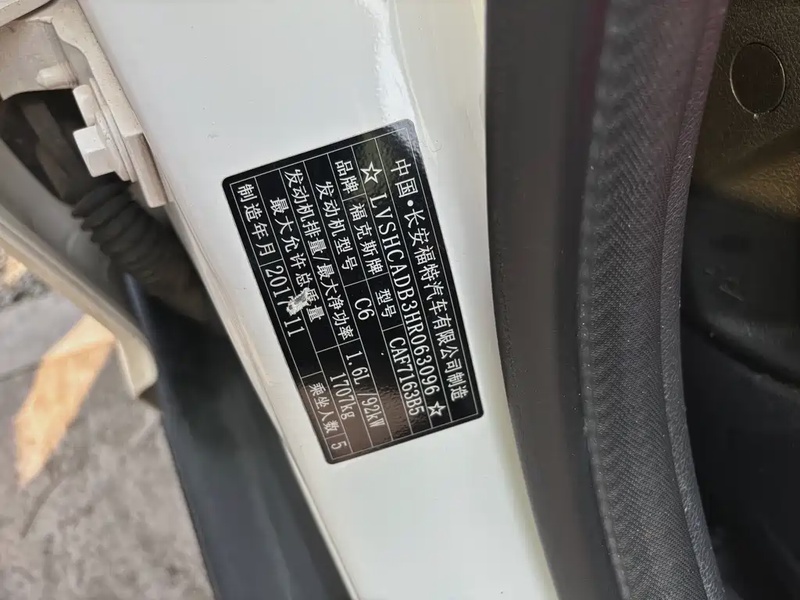 中国·长安福特汽车有限公司制造
☆LVSHCADB3HR063096☆
品牌 福克斯牌 型号 CAF7163B5
发动机型号 C6
发动机排量/最大净功率 1.6L 92kW
最大允许总质量 1707kg
制造年月 2017 11 乘坐人数 5